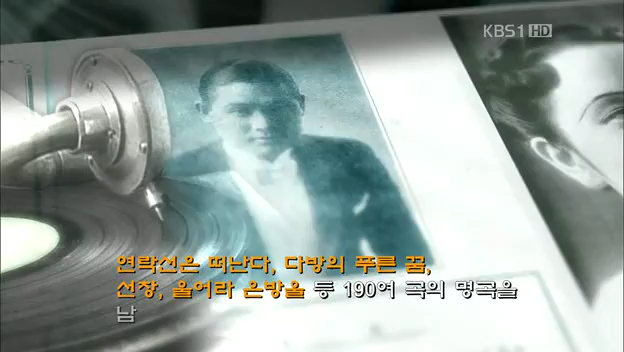 KBS1 HD
연락선은 떠난다, 다방의 푸른 꿈,
선창, 울어라 은방울 등 190여 곡의 명곡을
남